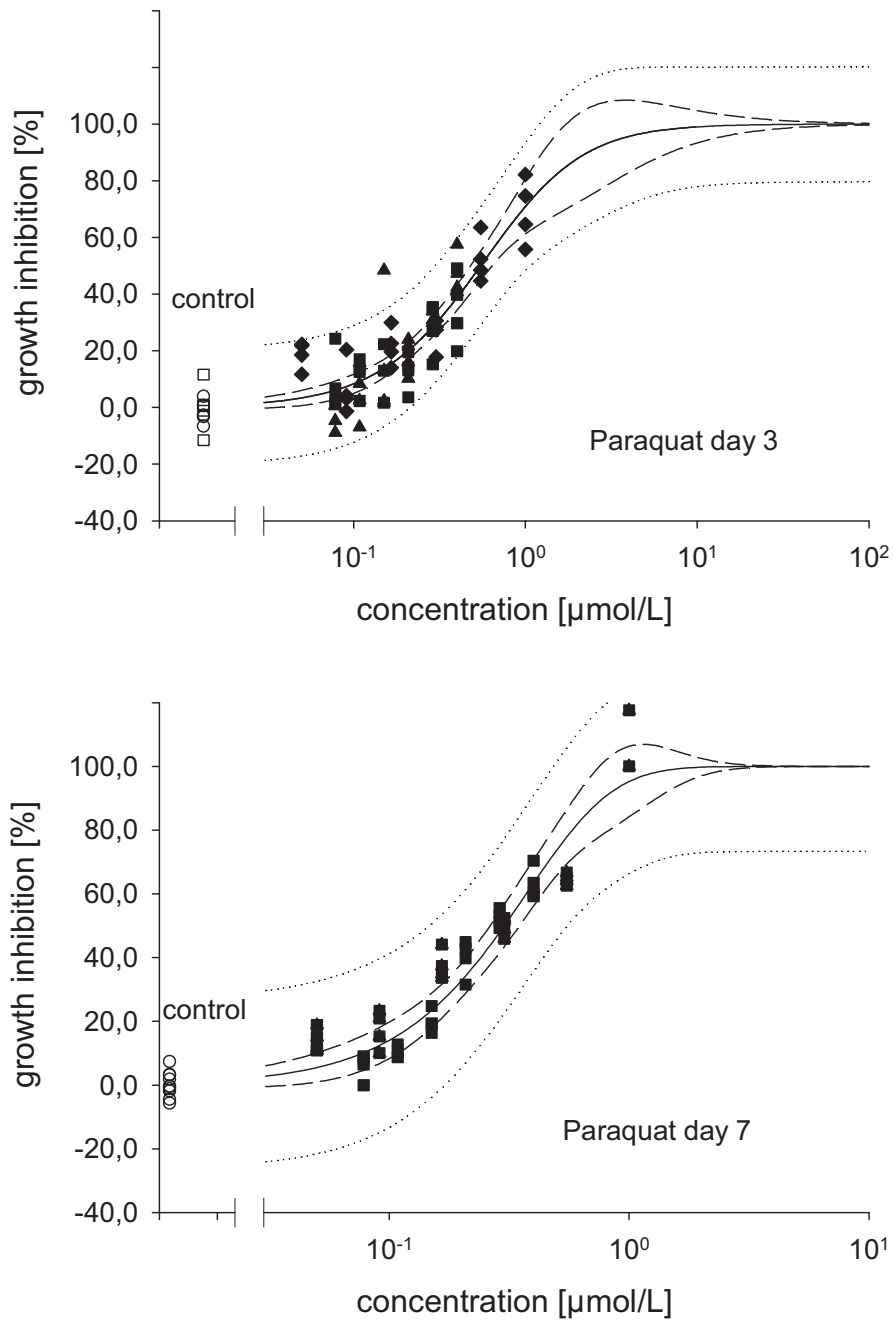 growth inhibition [%]
100,0
80,0
60,0
40,0
20,0
0,0
-20,0
-40,0
control
Paraquat day 3
10-1
100
101
102
concentration [µmol/L]
growth inhibition [%]
100,0
80,0
60,0
40,0
20,0
0,0
-20,0
-40,0
control
Paraquat day 7
10-1
100
101
concentration [µmol/L]